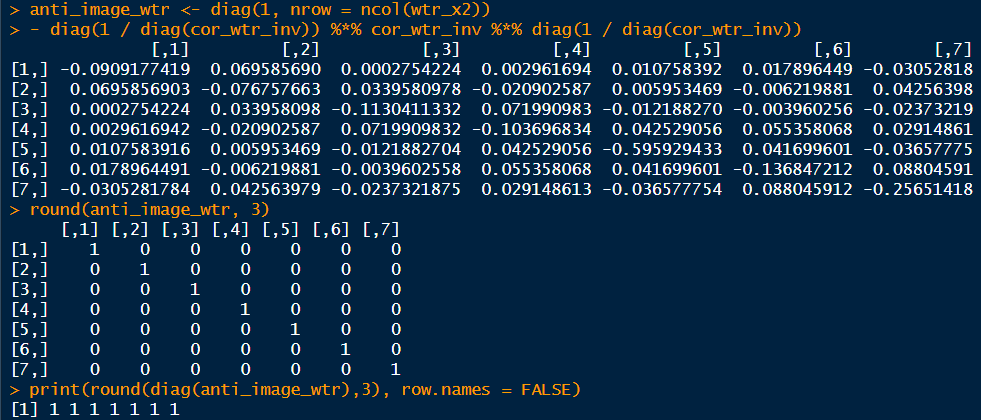 > anti_image_wtr <- diag(1, nrow = ncol(wtr_x2))
> - diag(1 / diag(cor_wtr_inv)) %*% cor_wtr_inv %*% diag(1 / diag(cor_wtr_inv))
[,1] [,2] [,3] [,4] [,5] [,6] [,7]
[1,] -0.0909177419 0.069585690 0.0002754224 0.002961694 0.010758392 0.017896449 -0.03052818
[2,] 0.0695856903 -0.076757663 0.0339580978 -0.020902587 0.005953469 -0.006219881 0.04256398
[3,] 0.0002754224 0.033958098 -0.1130411332 0.071990983 -0.012188270 -0.003960256 -0.02373219
[4,] 0.0029616942 -0.020902587 0.0719909832 -0.103696834 0.042529056 0.055358068 0.02914861
[5,] 0.0107583916 0.005953469 -0.0121882704 0.042529056 -0.595929433 0.041699601 -0.03657775
[6,] 0.0178964491 -0.006219881 -0.0039602558 0.055358068 0.041699601 -0.136847212 0.08804591
[7,] -0.0305281784 0.042563979 -0.0237321875 0.029148613 -0.036577754 0.088045912 -0.25651418
> round(anti_image_wtr, 3)
[,1] [,2] [,3] [,4] [,5] [,6] [,7]
[1,] 1 0 0 0 0 0 0
[2,] 0 1 0 0 0 0 0
[3,] 0 0 1 0 0 0 0
[4,] 0 0 0 1 0 0 0
[5,] 0 0 0 0 1 0 0
[6,] 0 0 0 0 0 1 0
[7,] 0 0 0 0 0 0 1
> print(round(diag(anti_image_wtr),3), row.names = FALSE)
[1] 1 1 1 1 1 1 1